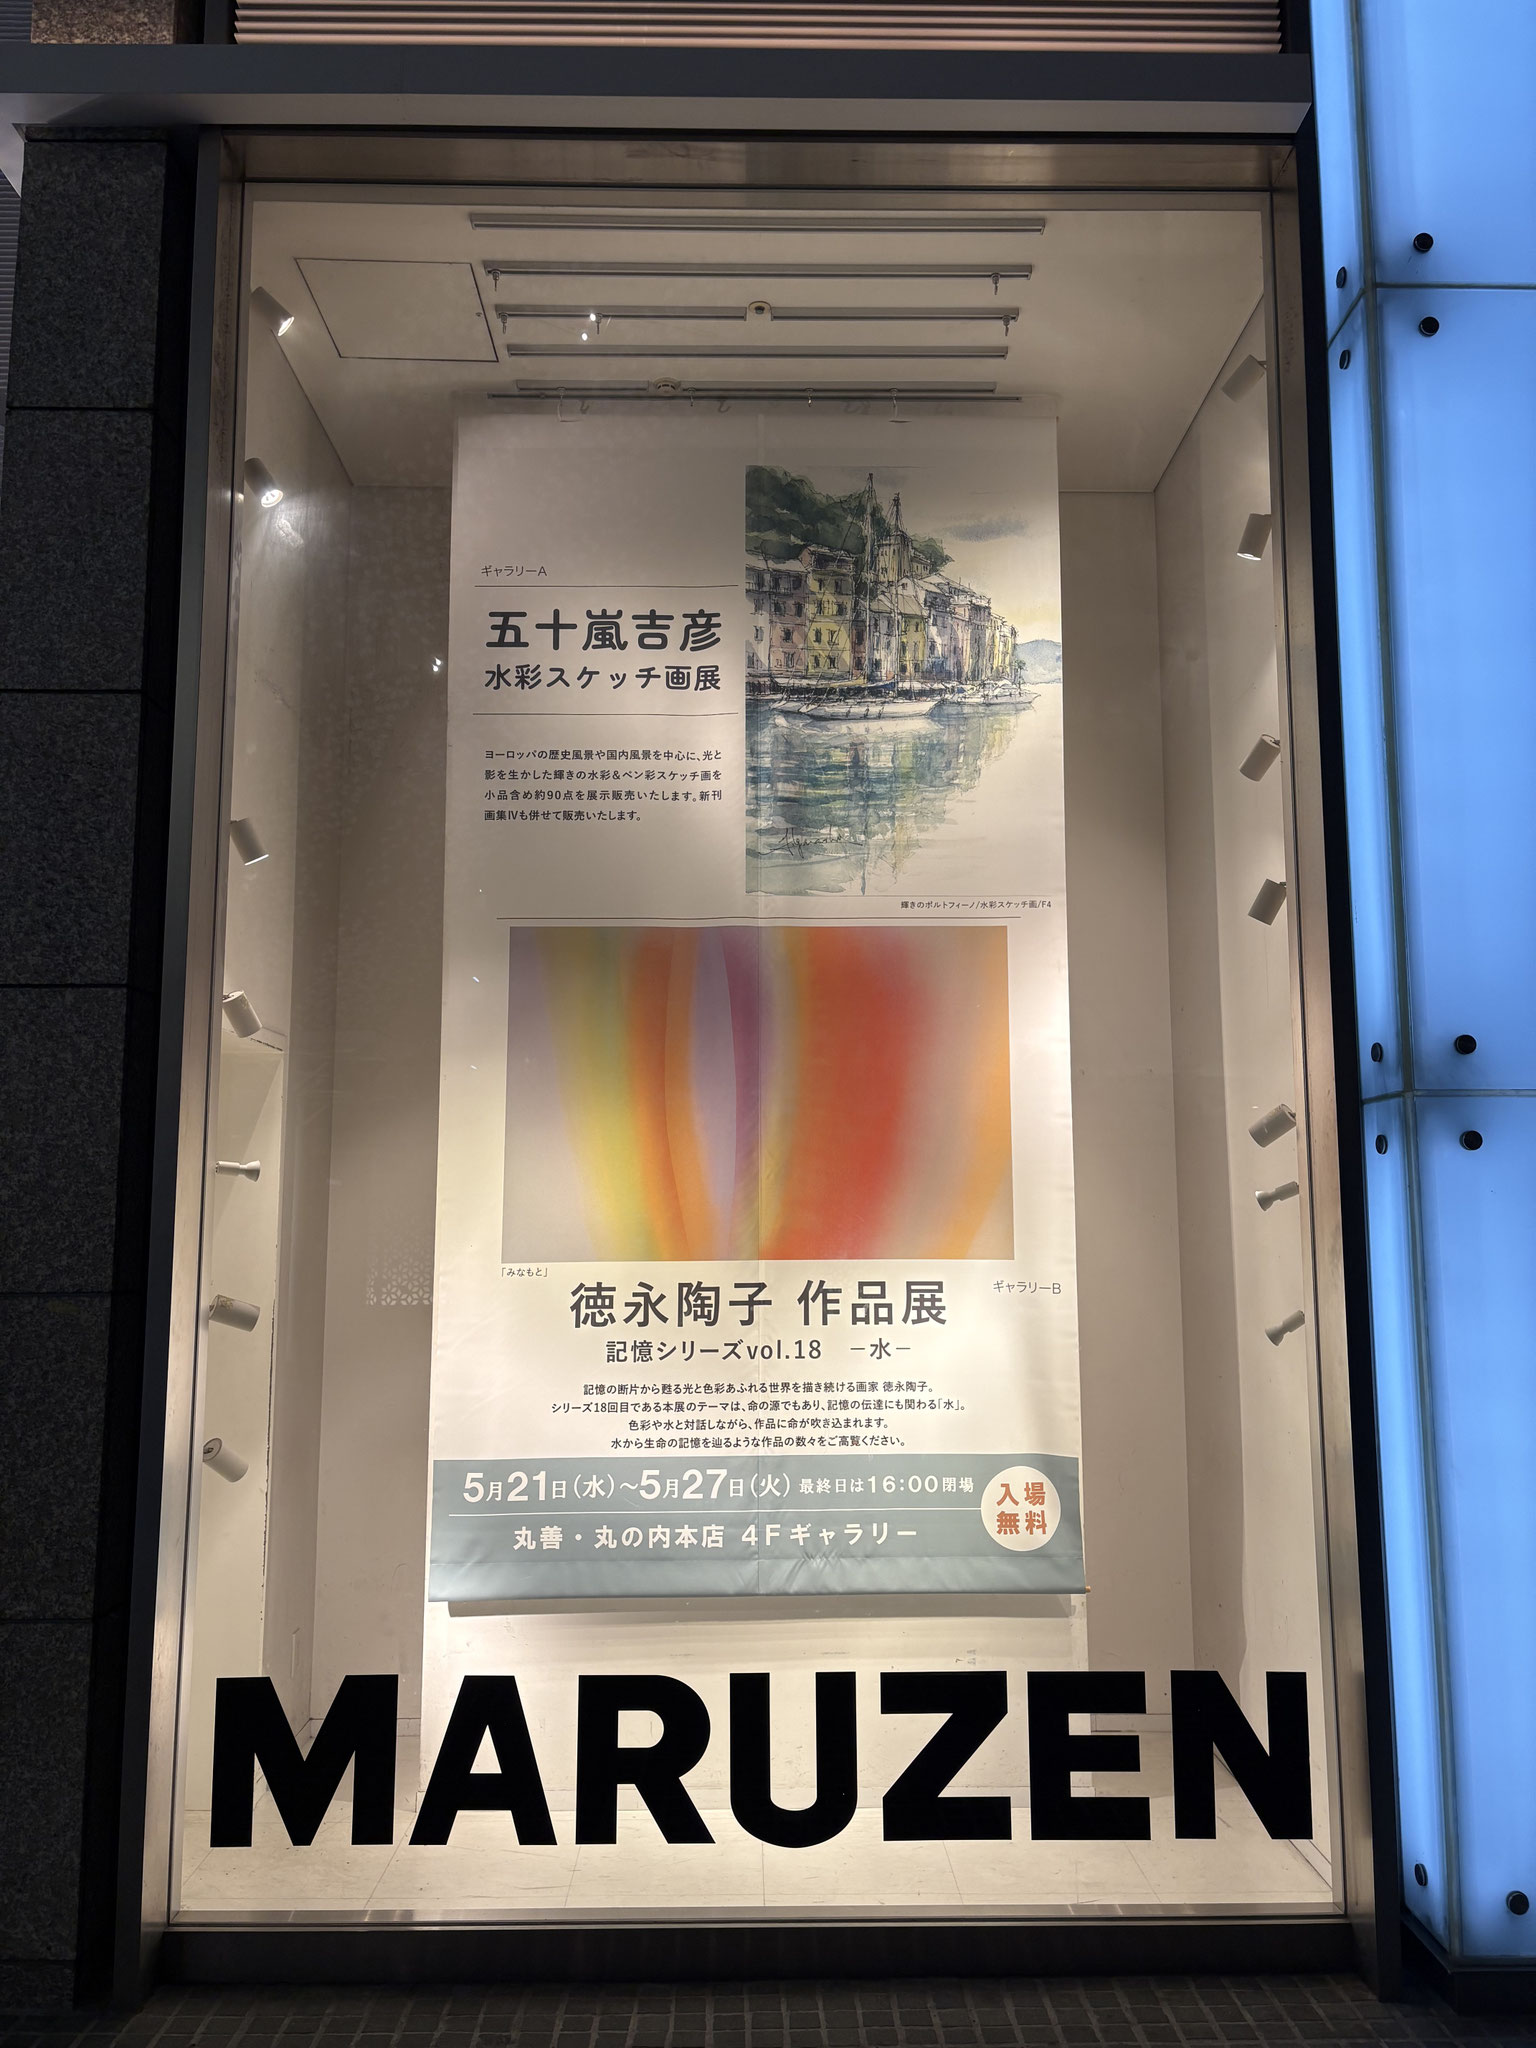 ギャラリーA
五十嵐吉彦
水彩スケッチ画展
ヨーロッパの歴史風景や国内風景を中心に、光と
影を生かした輝きの水彩&ペン彩スケッチ画を
小品含め約90点を展示販売いたします。新刊
画集Ⅳも併せて販売いたします。
輝きのポルトフィーノ/水彩スケッチ画/F4
「みなもと」
徳永陶子 作品展
ギャラリーB
記憶シリーズvol.18 －水－
記憶の断片から甦る光と色彩あふれる世界を描き続ける画家 徳永陶子。
シリーズ18回目である本展のテーマは、命の源でもあり、記憶の伝達にも関わる「水」。
色彩や水と対話しながら、作品に命が吹き込まれます。
水から生命の記憶を辿るような作品の数々をご高覧ください。
5月21日(水)～5月27日(火) 最終日は16:00閉場
入場
無料
丸善・丸の内本店 4Fギャラリー
MARUZEN